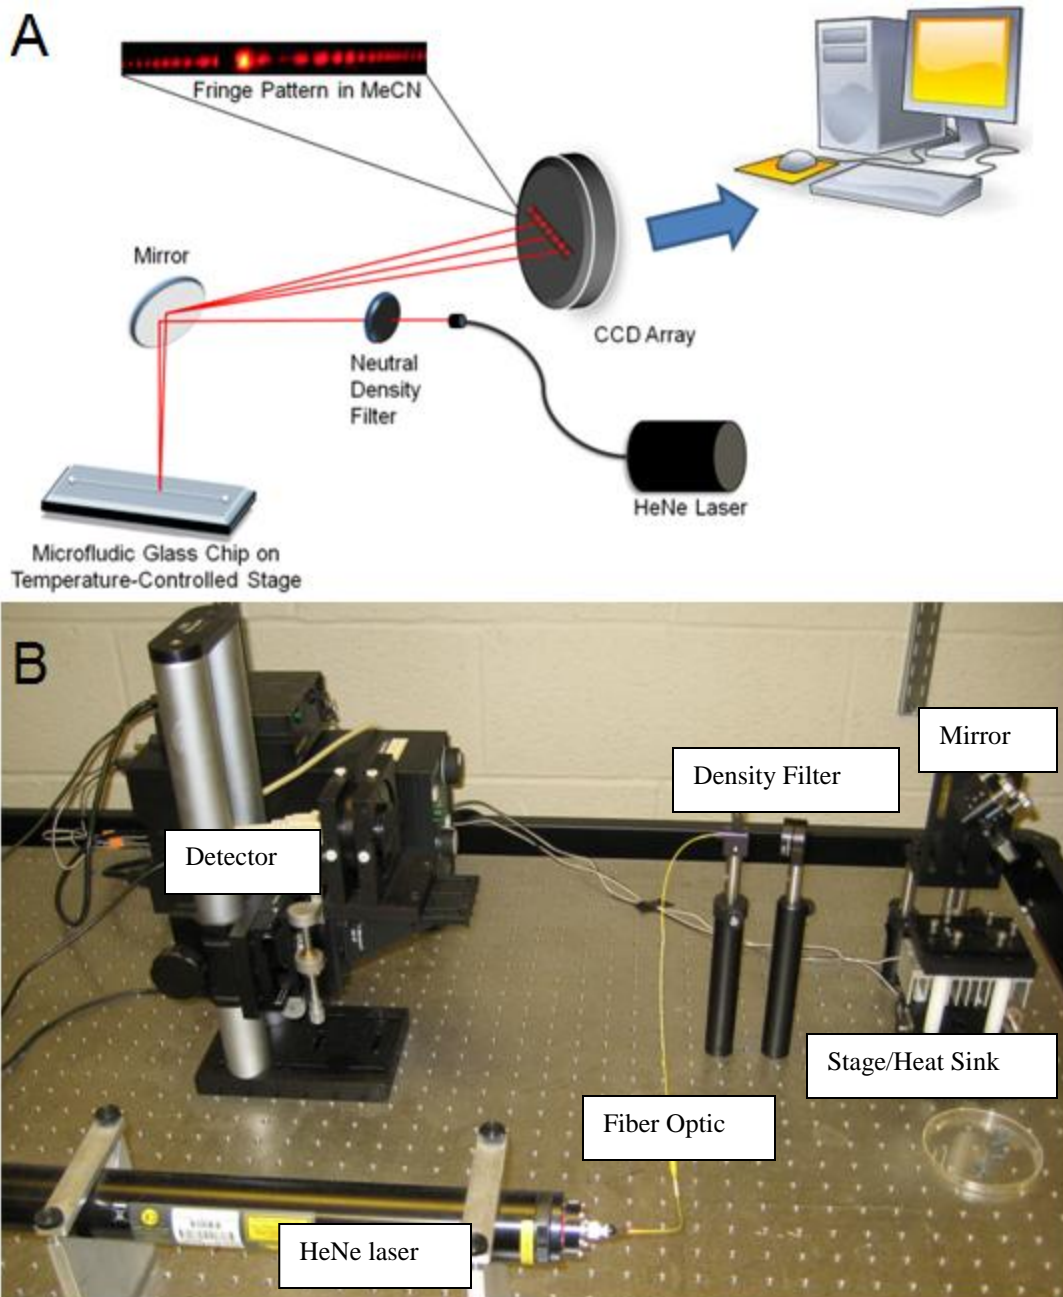 A
Fringe Pattern in MeCN
Mirror
Neutral
Density
Filter
CCD Array
HeNe Laser
Microfludic Glass Chip on
Temperature-Controlled Stage
B
Mirror
Density Filter
Detector
Stage/Heat Sink
Fiber Optic
HeNe laser